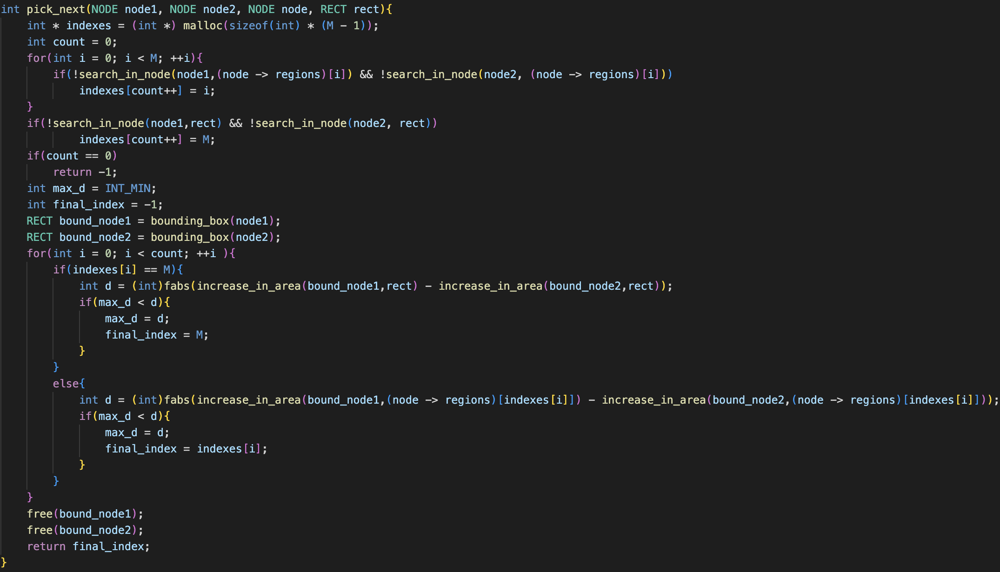 int pick_next(NODE node1, NODE node2, NODE node, RECT rect){
    int * indexes = (int *) malloc(sizeof(int) * (M - 1));
    int count = 0;
    for(int i = 0; i < M; ++i){
        if(!search_in_node(node1,(node -> regions)[i]) && !search_in_node(node2, (node -> regions)[i]))
            indexes[count++] = i;
    }
    if(!search_in_node(node1,rect) && !search_in_node(node2, rect))
            indexes[count++] = M;
    if(count == 0)
        return -1;
    int max_d = INT_MIN;
    int final_index = -1;
    RECT bound_node1 = bounding_box(node1);
    RECT bound_node2 = bounding_box(node2);
    for(int i = 0; i < count; ++i ){
        if(indexes[i] == M){
            int d = (int)fabs(increase_in_area(bound_node1,rect) - increase_in_area(bound_node2,rect));
            if(max_d < d){
                max_d = d;
                final_index = M;
            }
        }
        else{
            int d = (int)fabs(increase_in_area(bound_node1,(node -> regions)[indexes[i]]) - increase_in_area(bound_node2,(node -> regions)[indexes[i]]));
            if(max_d < d){
                max_d = d;
                final_index = indexes[i];
            }
        }
    }
    free(bound_node1);
    free(bound_node2);
    return final_index;
}